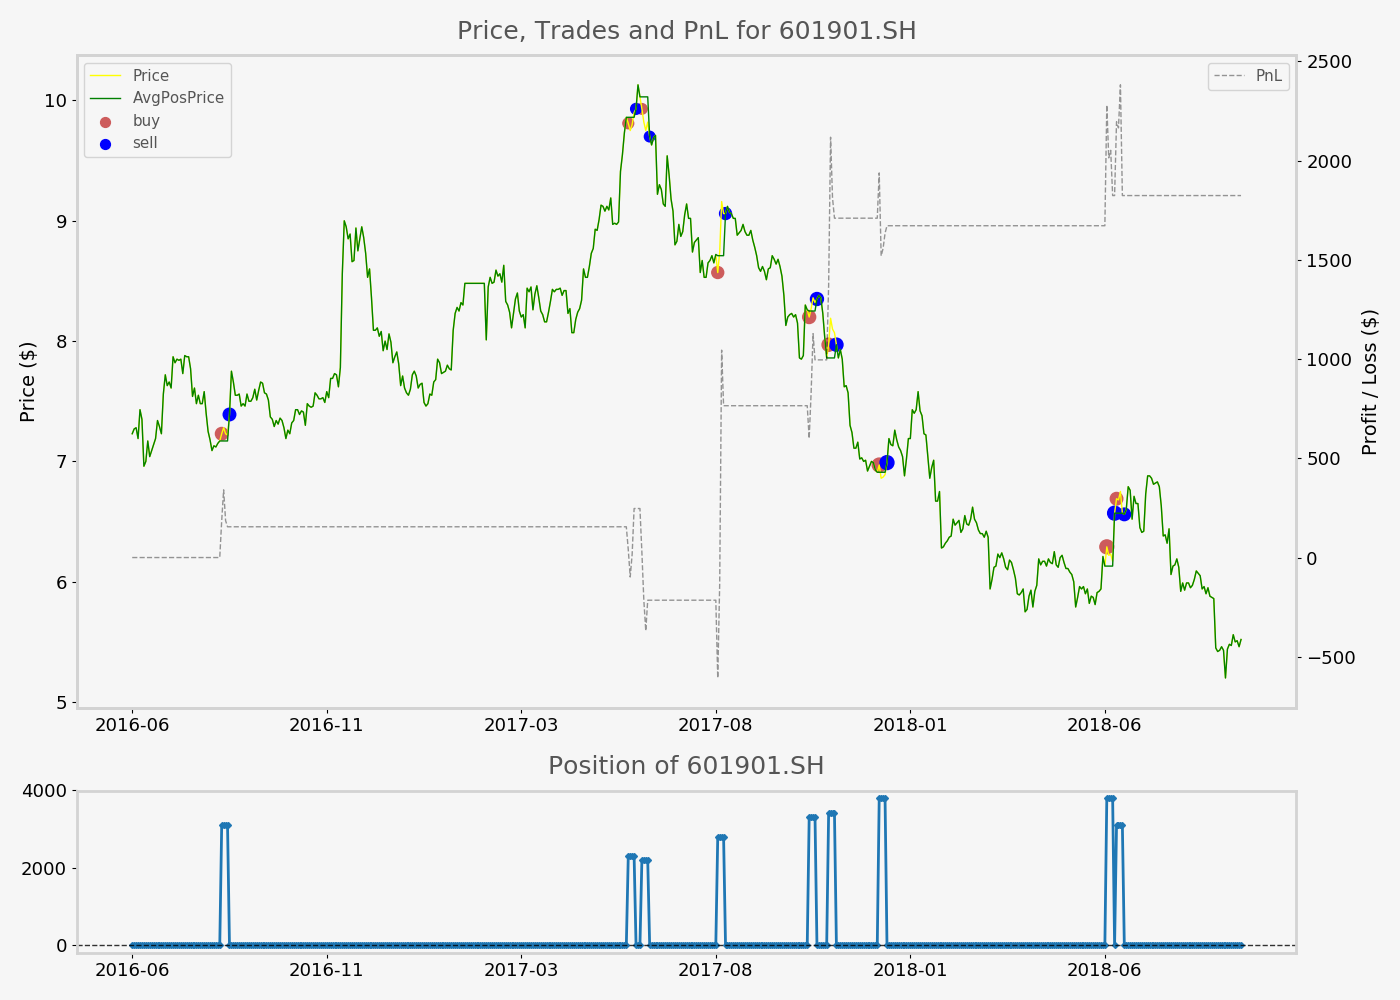 Price, Trades and PnL for 601901.SH
Price
AvgPosPrice
buy
sell
PnL
Price ($)
10
9
8
7
6
5
2500
2000
1500
1000
500
0
−500
Profit / Loss ($)
2016-06 2016-11 2017-03 2017-08 2018-01 2018-06
Position of 601901.SH
4000
2000
0
2016-06 2016-11 2017-03 2017-08 2018-01 2018-06